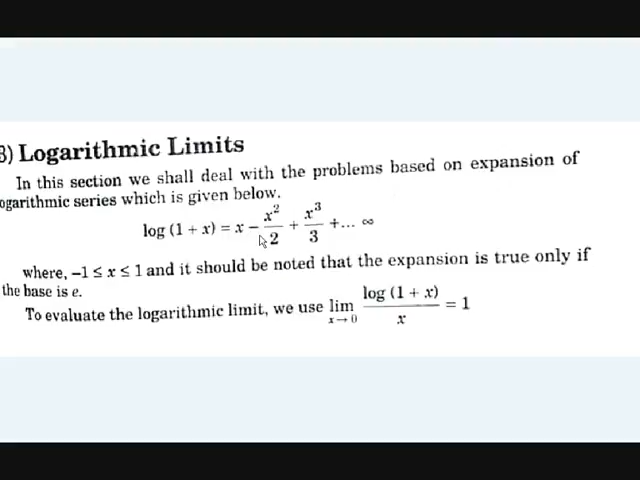 3) Logarithmic Limits
In this section we shall deal with the problems based on expansion of
ogarithmic series which is given below.
log (1 + x) = x − x²/2 + x³/3 +... ∞
where, −1 ≤ x ≤ 1 and it should be noted that the expansion is true only if
the base is e.
To evaluate the logarithmic limit, we use lim x→0 log (1 + x)/x = 1